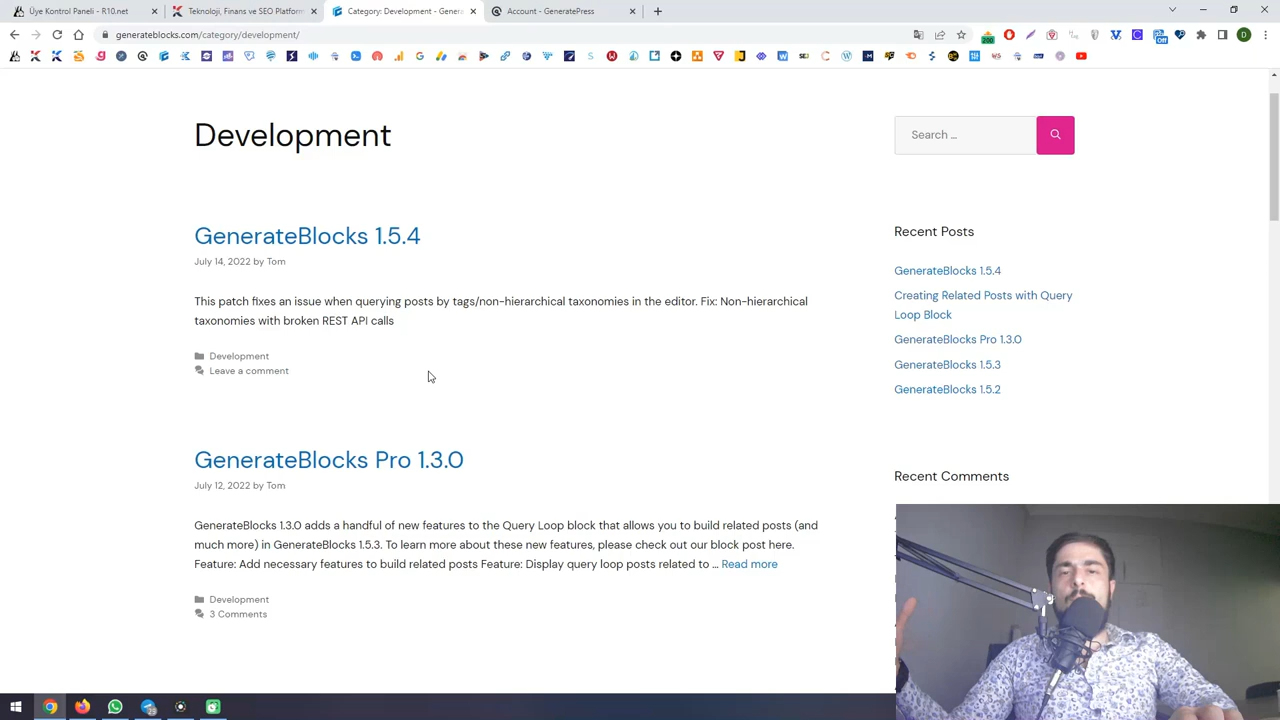 Üye Kontrol Paneli - R10.net
Teknoloji, Finans ve SEO Platform
Category: Development - Genera
Account - GeneratePress
generateblocks.com/category/development/
200
Off
D
Development
Search ...
GenerateBlocks 1.5.4
July 14, 2022 by Tom
This patch fixes an issue when querying posts by tags/non-hierarchical taxonomies in the editor. Fix: Non-hierarchical
taxonomies with broken REST API calls
Development
Leave a comment
GenerateBlocks Pro 1.3.0
July 12, 2022 by Tom
GenerateBlocks 1.3.0 adds a handful of new features to the Query Loop block that allows you to build related posts (and
much more) in GenerateBlocks 1.5.3. To learn more about these new features, please check out our block post here.
Feature: Add necessary features to build related posts Feature: Display query loop posts related to ... Read more
Development
3 Comments
Recent Posts
GenerateBlocks 1.5.4
Creating Related Posts with Query
Loop Block
GenerateBlocks Pro 1.3.0
GenerateBlocks 1.5.3
GenerateBlocks 1.5.2
Recent Comments